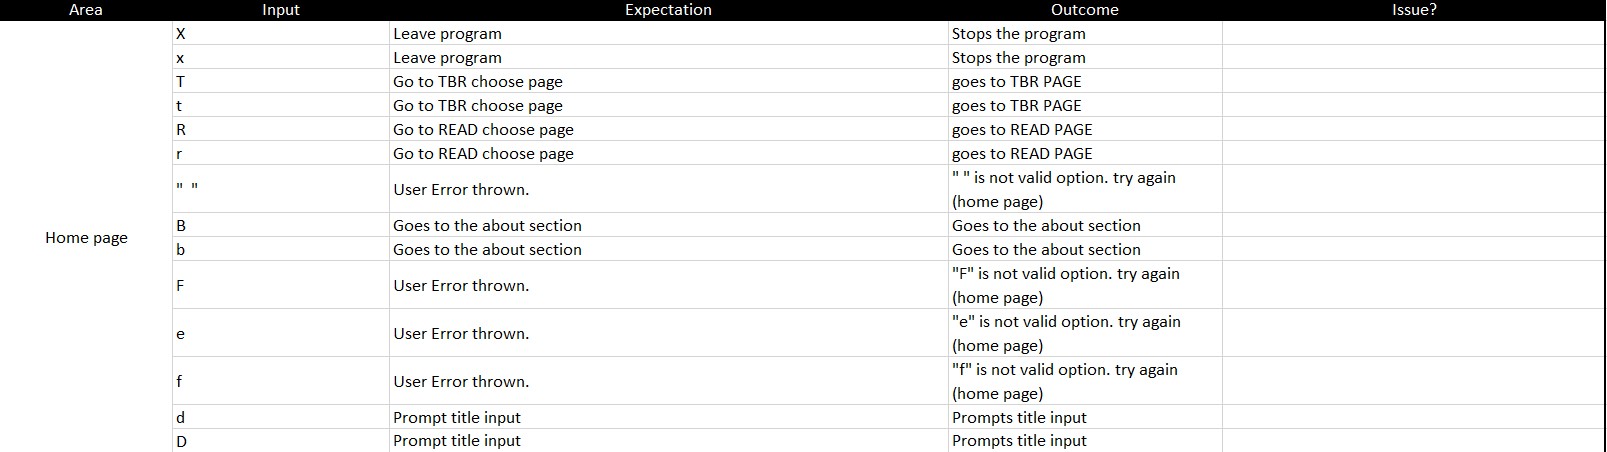 Area Input Expectation Outcome Issue?
X Leave program Stops the program
x Leave program Stops the program
T Go to TBR choose page goes to TBR PAGE
t Go to TBR choose page goes to TBR PAGE
R Go to READ choose page goes to READ PAGE
r Go to READ choose page goes to READ PAGE
"  " User Error thrown. " " is not valid option. try again
(home page)
B Goes to the about section Goes to the about section
Home page
b Goes to the about section Goes to the about section
F User Error thrown. "F" is not valid option. try again
(home page)
e User Error thrown. "e" is not valid option. try again
(home page)
f User Error thrown. "f" is not valid option. try again
(home page)
d Prompt title input Prompts title input
D Prompt title input Prompts title input